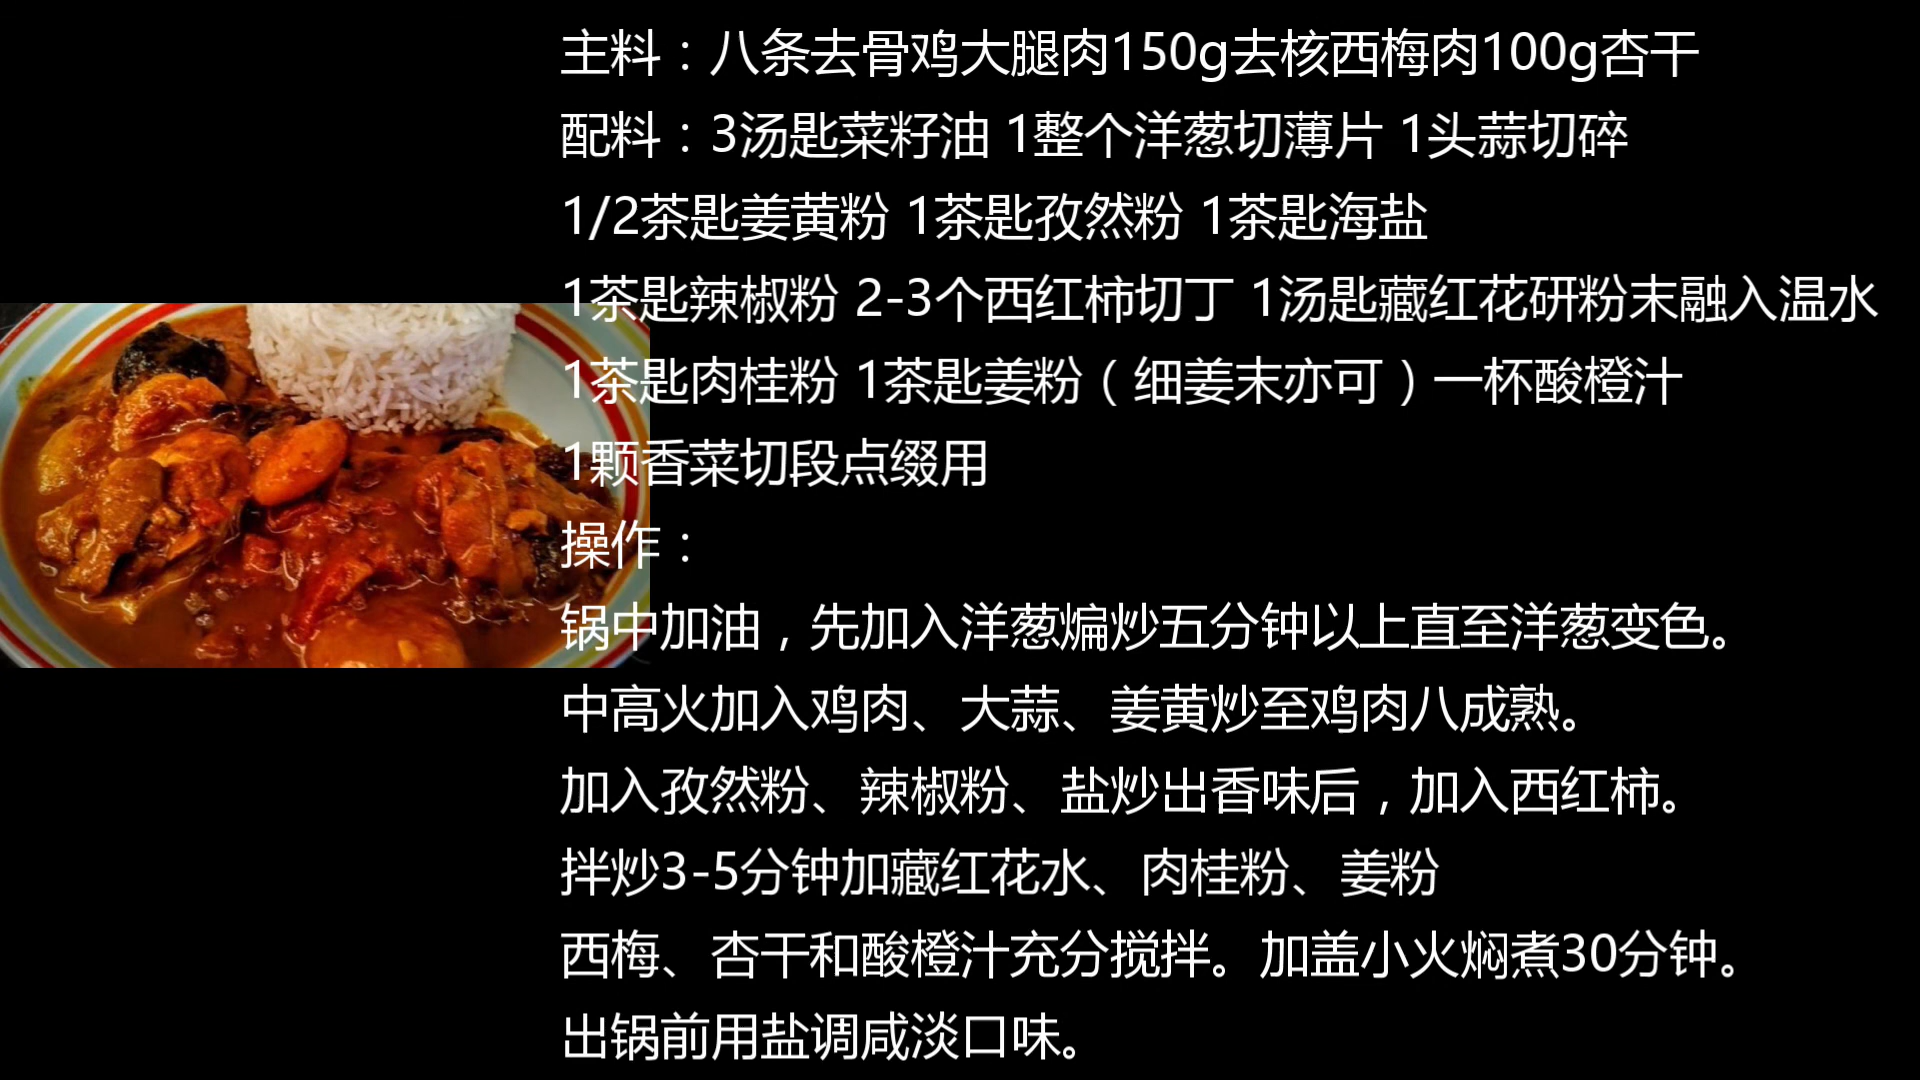 主料：八条去骨鸡大腿肉150g去核西梅肉100g杏干
配料：3汤匙菜籽油 1整个洋葱切薄片 1头蒜切碎
1/2茶匙姜黄粉 1茶匙孜然粉 1茶匙海盐
1茶匙辣椒粉 2-3个西红柿切丁 1汤匙藏红花研粉末融入温水
1茶匙肉桂粉 1茶匙姜粉（细姜末亦可）一杯酸橙汁
1颗香菜切段点缀用
操作：
锅中加油，先加入洋葱煸炒五分钟以上直至洋葱变色。
中高火加入鸡肉、大蒜、姜黄炒至鸡肉八成熟。
加入孜然粉、辣椒粉、盐炒出香味后，加入西红柿。
拌炒3-5分钟加藏红花水、肉桂粉、姜粉
西梅、杏干和酸橙汁充分搅拌。加盖小火焖煮30分钟。
出锅前用盐调咸淡口味。